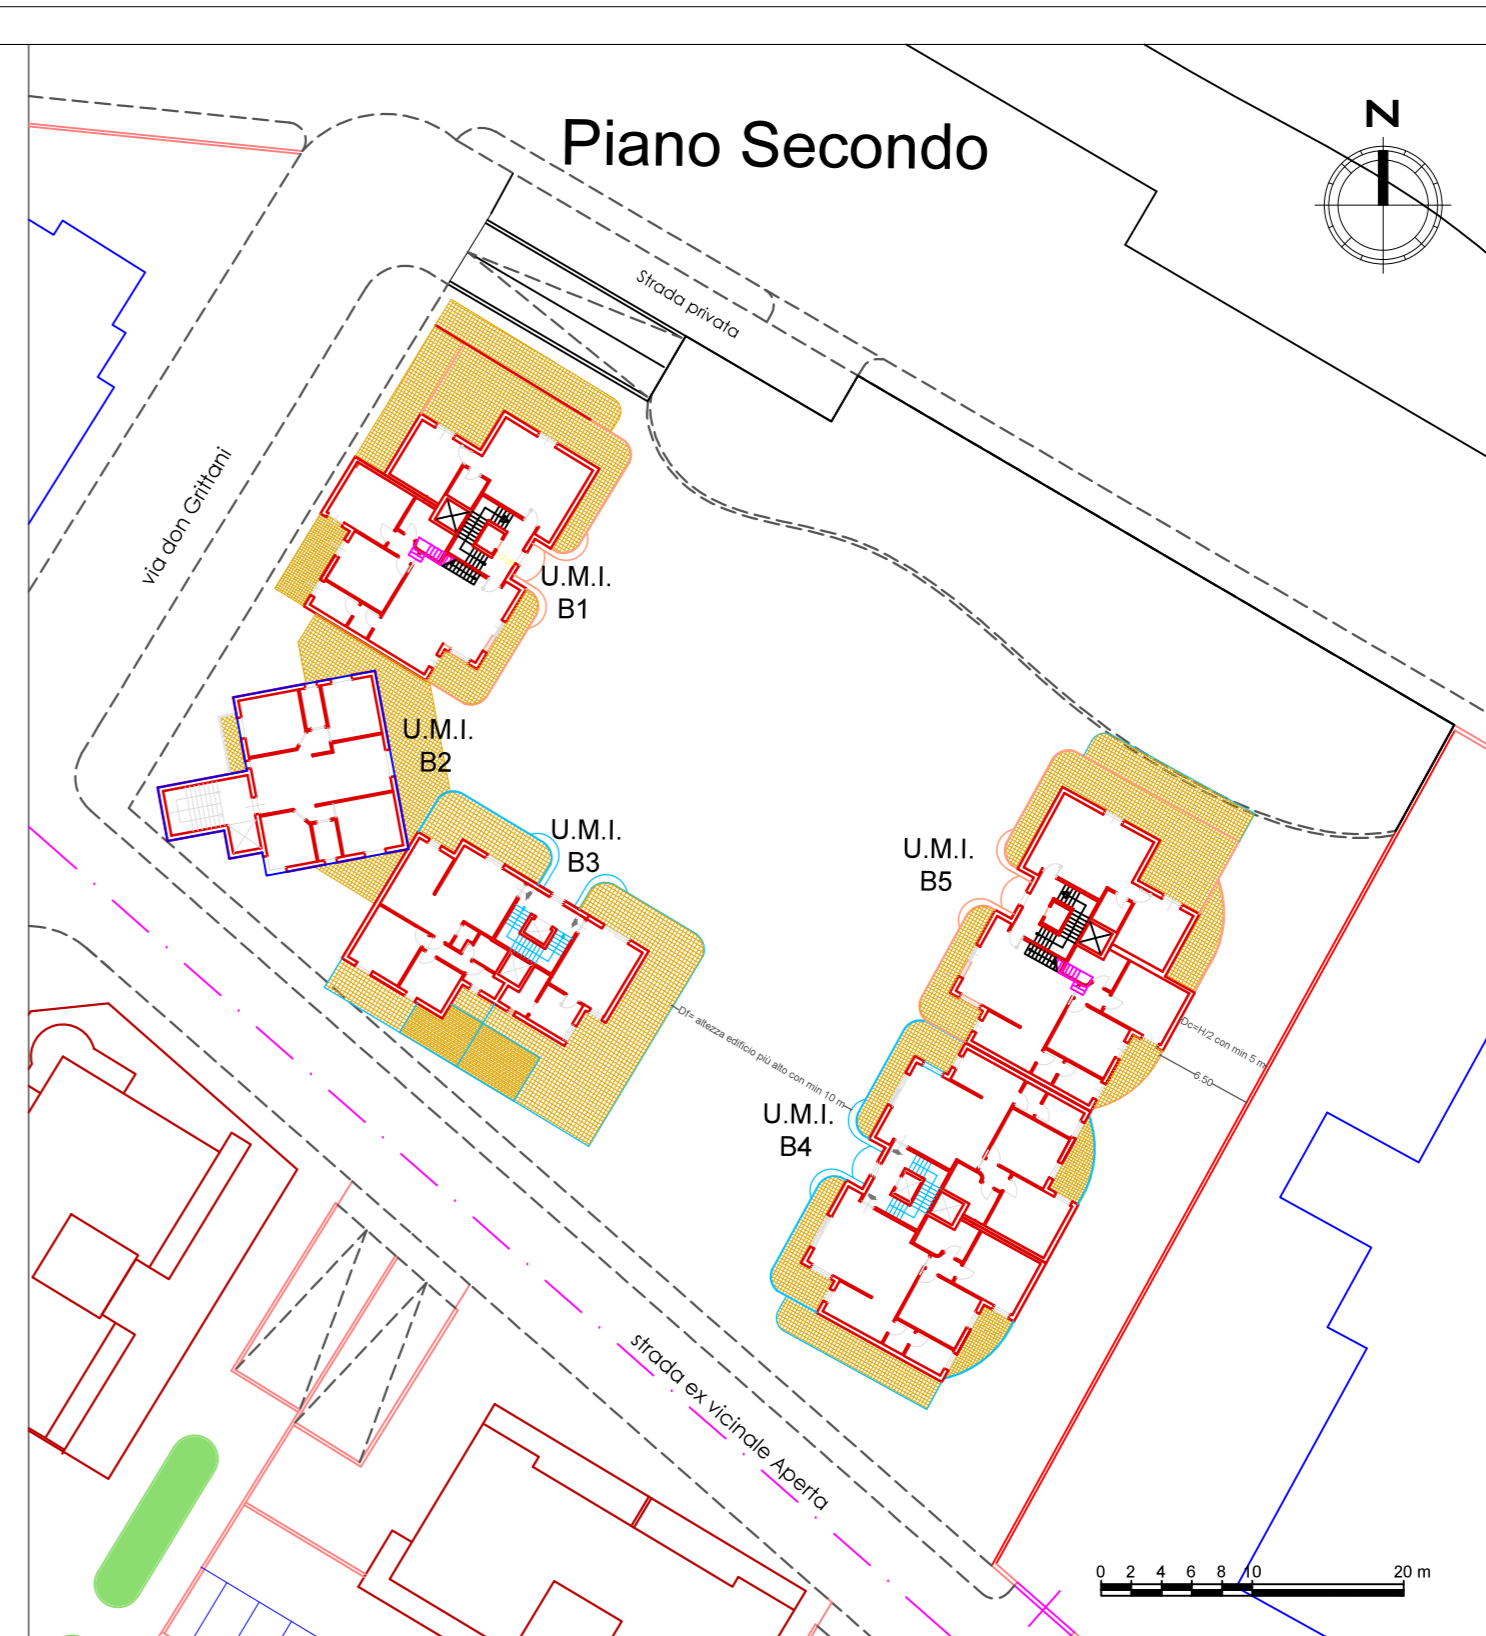 Piano Secondo
N
Strada privata
via don Grittani
U.M.I.
B1
U.M.I.
B2
U.M.I.
B3
U.M.I.
B5
Df= altezza edificio più alto con min 10 m
Dc=H/2 con min 5 m
6.50
U.M.I.
B4
strada ex vicinale Aperta
0 2 4 6 8 10 20 m